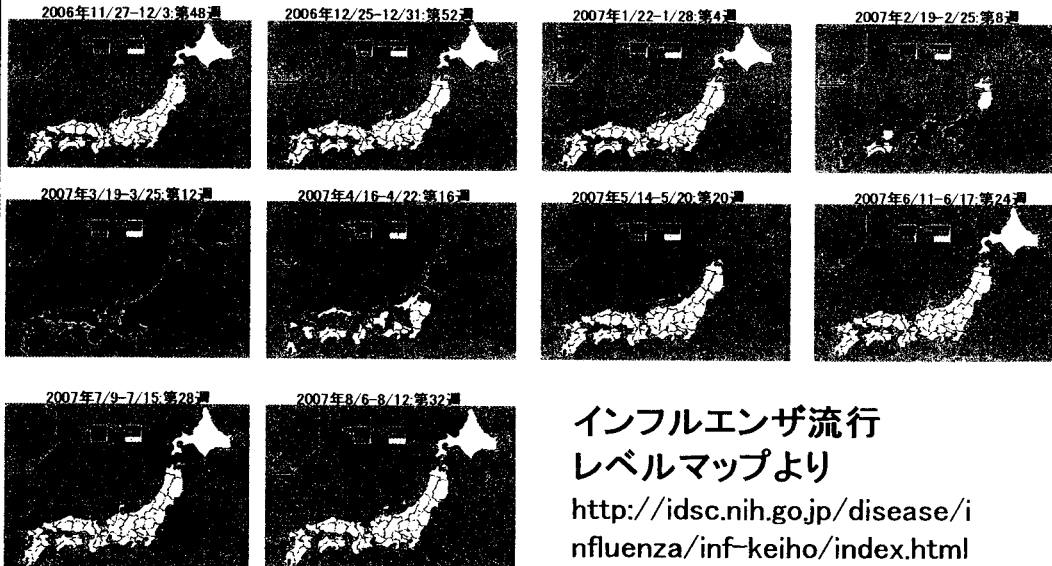 2006年11/27-12/3:第48週
2006年12/25-12/31:第52週
2007年1/22-1/28:第4週
2007年2/19-2/25:第8週
2007年3/19-3/25:第12週
2007年4/16-4/22:第16週
2007年5/14-5/20:第20週
2007年6/11-6/17:第24週
2007年7/9-7/15:第28週
2007年8/6-8/12:第32週
インフルエンザ流行
レベルマップより
http://idsc.nih.go.jp/disease/i
nfluenza/inf-keiho/index.html